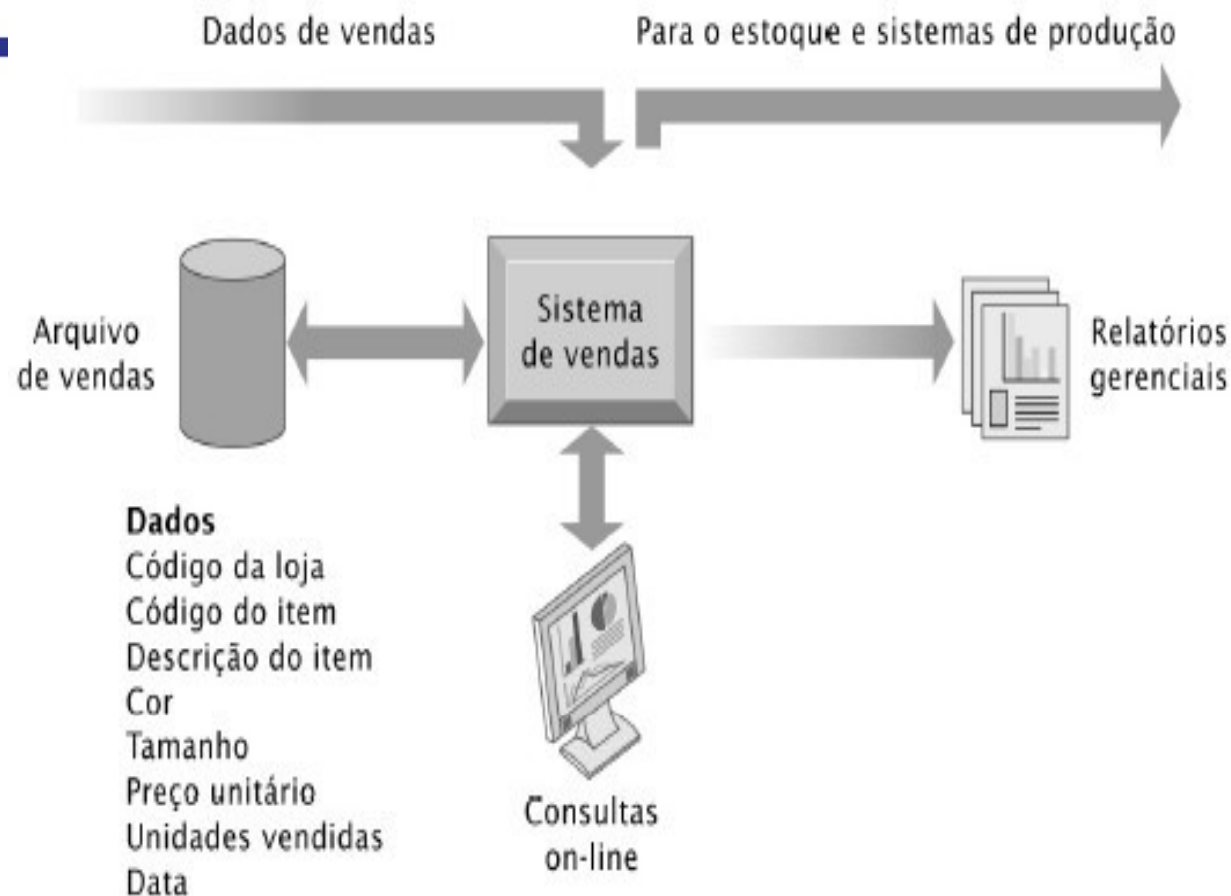 Dados de vendas
Para o estoque e sistemas de produção
Arquivo
de vendas
Sistema
de vendas
Relatórios
gerenciais
Dados
Código da loja
Código do item
Descrição do item
Cor
Tamanho
Preço unitário
Unidades vendidas
Data
Consultas
on-line